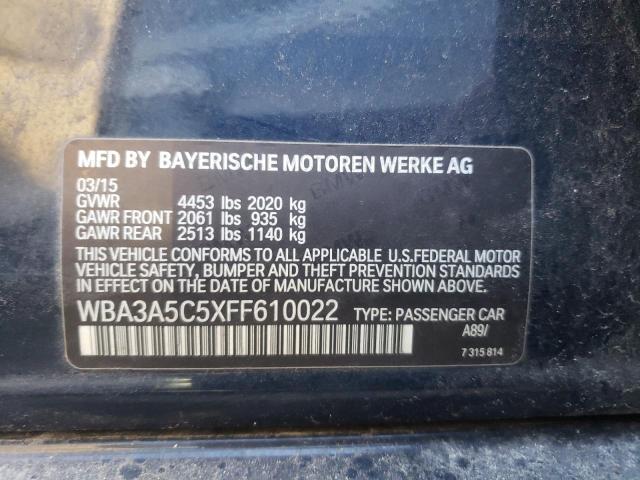 MFD BY BAYERISCHE MOTOREN WERKE AG
03/15
GVWR 4453 lbs 2020 kg
GAWR FRONT 2061 lbs 935 kg
GAWR REAR 2513 lbs 1140 kg
THIS VEHICLE CONFORMS TO ALL APPLICABLE U.S.FEDERAL MOTOR
VEHICLE SAFETY, BUMPER AND THEFT PREVENTION STANDARDS
IN EFFECT ON THE DATE OF MANUFACTURE SHOWN ABOVE.
WBA3A5C5XFF610022 TYPE: PASSENGER CAR
A89/
7 315 814